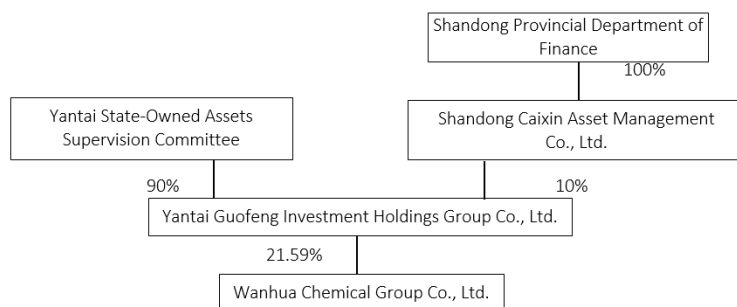 Shandong Provincial Department of
Finance
100%
Yantai State-Owned Assets
Supervision Committee
Shandong Caixin Asset Management
Co., Ltd.
90%
10%
Yantai Guofeng Investment Holdings Group Co., Ltd.
21.59%
Wanhua Chemical Group Co., Ltd.